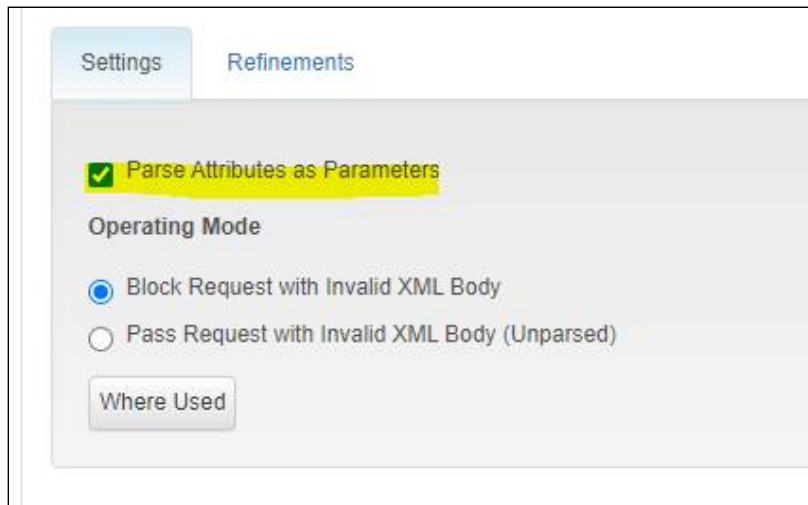 Settings Refinements
Parse Attributes as Parameters
Operating Mode
Block Request with Invalid XML Body
Pass Request with Invalid XML Body (Unparsed)
Where Used